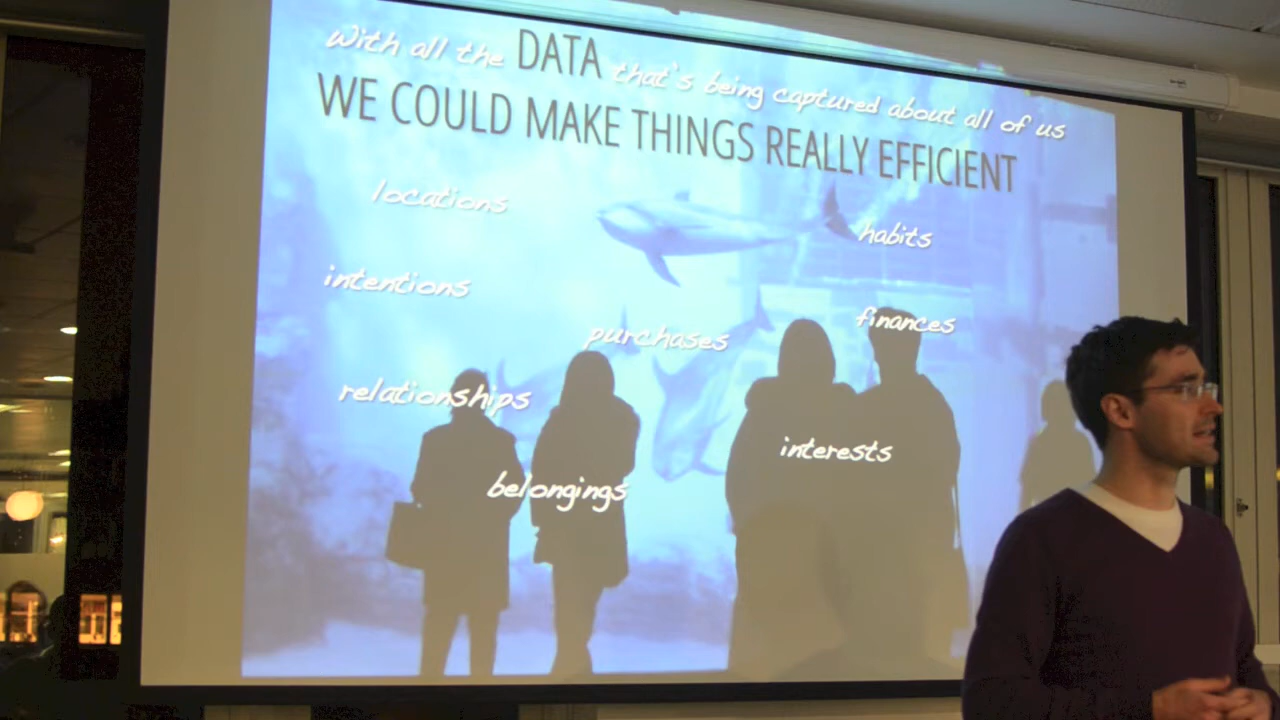 With all the DATA that's being captured about all of us
WE COULD MAKE THINGS REALLY EFFICIENT
locations
habits
intentions
finances
purchases
relationships
interests
belongings